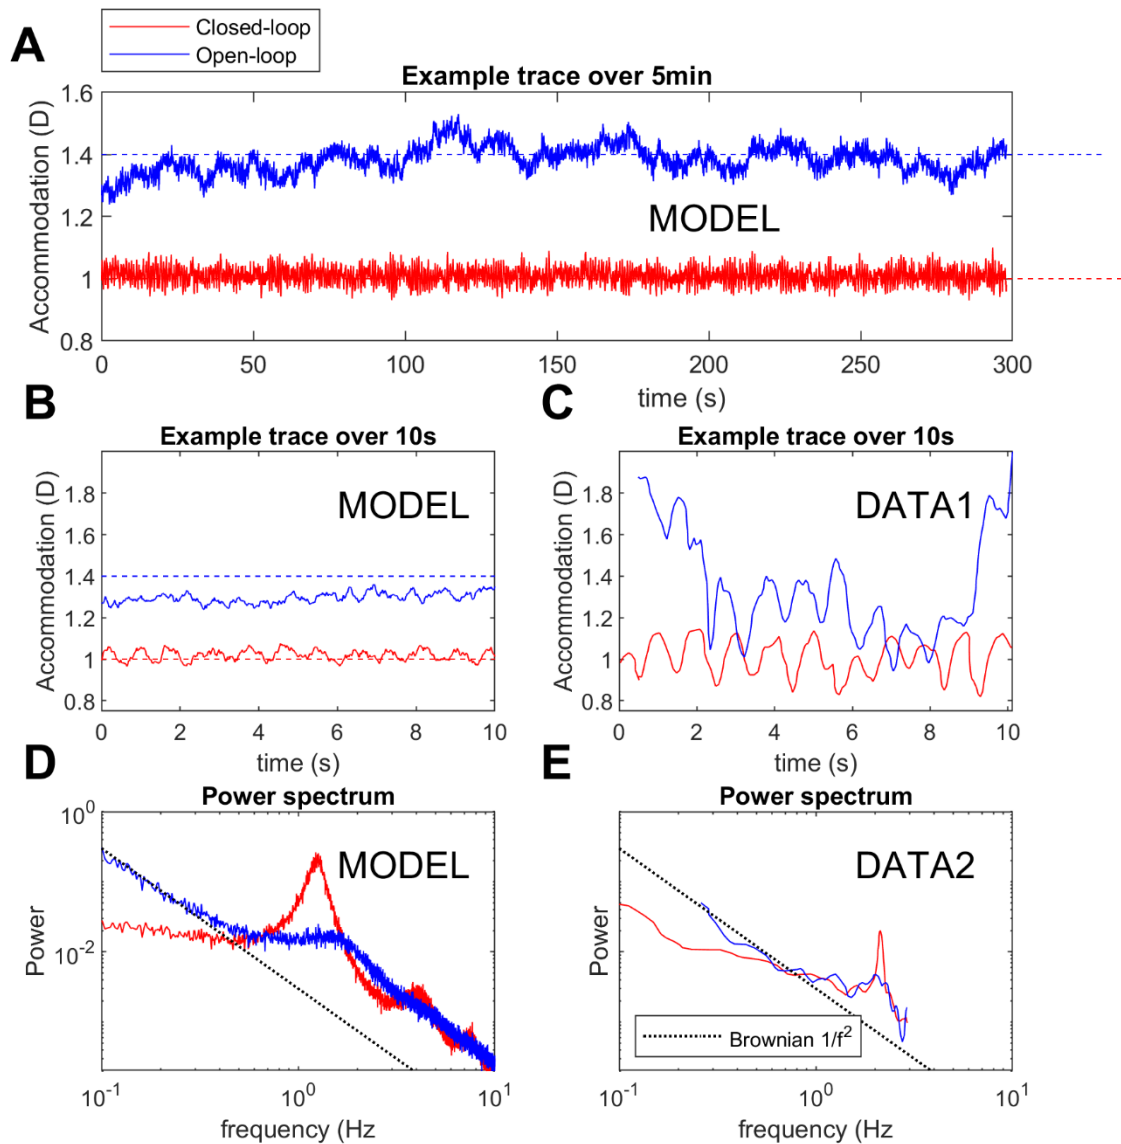 Closed-loop
Open-loop
A
Example trace over 5min
Accommodation (D)
1.6
1.4
1.2
1
0.8
MODEL
0 50 100 150 200 250 300
time (s)
B
Example trace over 10s
Accommodation (D)
1.8
1.6
1.4
1.2
1
0.8
MODEL
0 2 4 6 8 10
time (s)
C
Example trace over 10s
Accommodation (D)
1.8
1.6
1.4
1.2
1
0.8
DATA1
0 2 4 6 8 10
time (s)
D
Power spectrum
Power
10^0
10^-2
MODEL
10^-1 10^0 10^1
frequency (Hz
E
Power spectrum
Power
DATA2
Brownian 1/f^2
10^-1 10^0 10^1
frequency (Hz